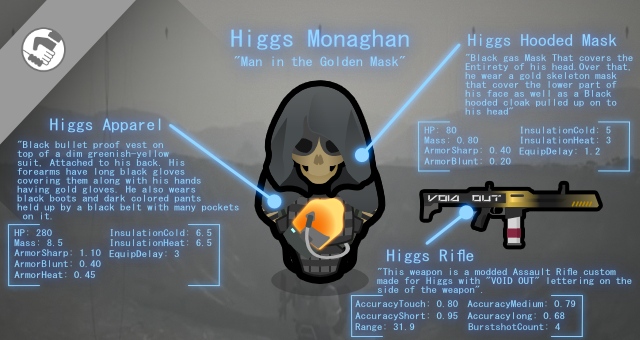 Higgs Monaghan
"Man in the Golden Mask"
Higgs Hooded Mask
"Black gas Mask That covers the
Entirety of his head.Over that,
he wear a gold skeleton mask
that cover the lower part of
his face as well as a Black
hooded cloak pulled up on to
his head"
HP: 80
Mass: 0.80
ArmorSharp: 0.40
ArmorBlunt: 0.20
InsulationCold: 5
InsulationHeat: 3
EquipDelay: 1.2
Higgs Apparel
"Black bullet proof vest on
top of a dim greenish-yellow
suit, Attached to his back. His
forearms have long black gloves
covering them along with his hands
having gold gloves. He also wears
black boots and dark colored pants
held up by a black belt with many pockets
on it.
HP: 280
Mass: 8.5
ArmorSharp: 1.10
ArmorBlunt: 0.40
ArmorHeat: 0.45
InsulationCold: 6.5
InsulationHeat: 6.5
EquipDelay: 3
VOID OUT
Higgs Rifle
"This weapon is a modded Assault Rifle custom
made for Higgs with "VOID OUT" lettering on the
side of the weapon".
AccuracyTouch: 0.80
AccuracyShort: 0.95
Range: 31.9
AccuracyMedium: 0.79
Accuracylong: 0.68
BurstshotCount: 4